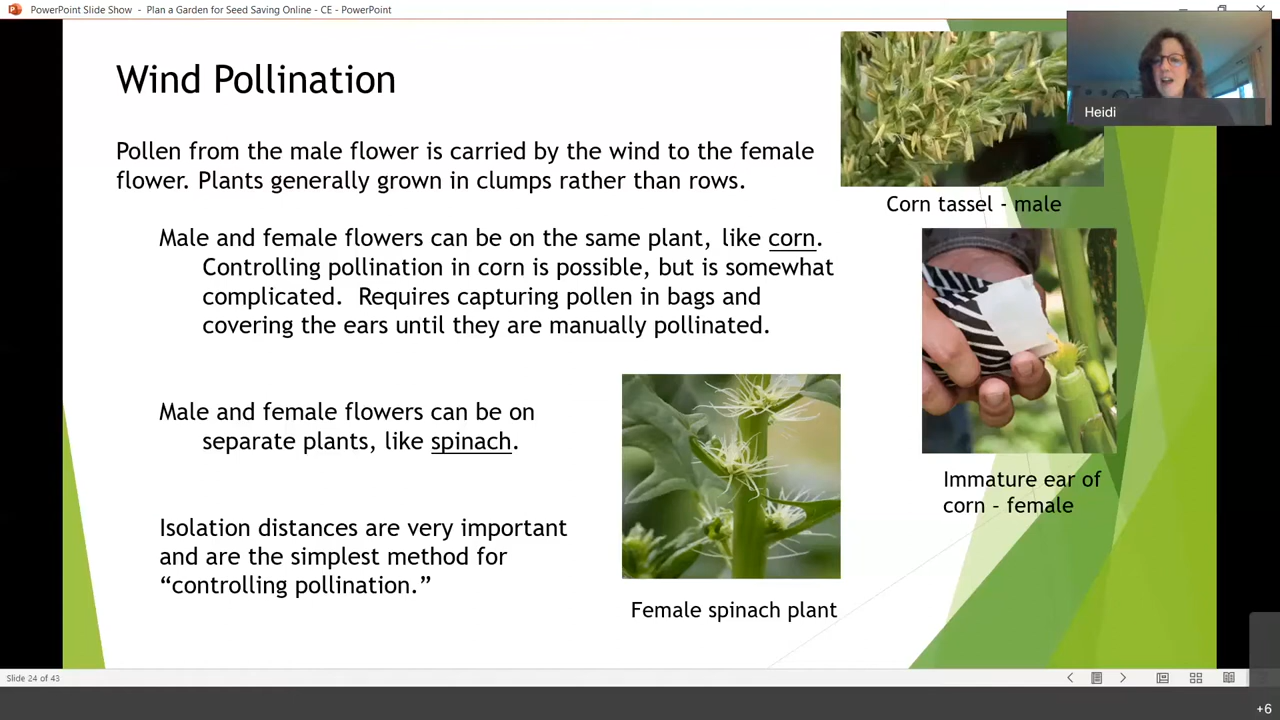 PowerPoint Slide Show - Plan a Garden for Seed Saving Online - CE - PowerPoint
Wind Pollination
Heidi
Pollen from the male flower is carried by the wind to the female
flower. Plants generally grown in clumps rather than rows.
Corn tassel - male
Male and female flowers can be on the same plant, like corn.
Controlling pollination in corn is possible, but is somewhat
complicated. Requires capturing pollen in bags and
covering the ears until they are manually pollinated.
Male and female flowers can be on
separate plants, like spinach.
Immature ear of
corn - female
Isolation distances are very important
and are the simplest method for
“controlling pollination.”
Female spinach plant
Slide 24 of 43
+6